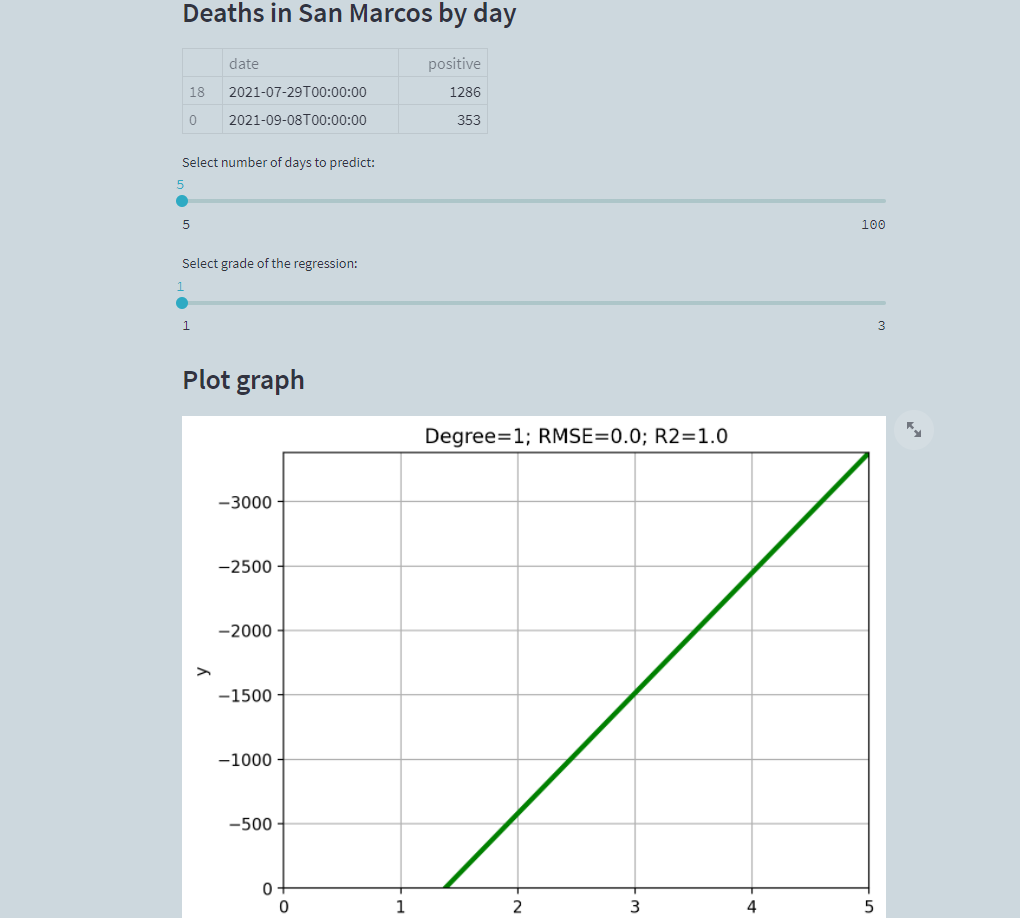 Deaths in San Marcos by day
date positive
18 2021-07-29T00:00:00 1286
0 2021-09-08T00:00:00 353
Select number of days to predict:
5
5 100
Select grade of the regression:
1
1 3
Plot graph
Degree=1; RMSE=0.0; R2=1.0
−3000
−2500
−2000
y
−1500
−1000
−500
0
0 1 2 3 4 5